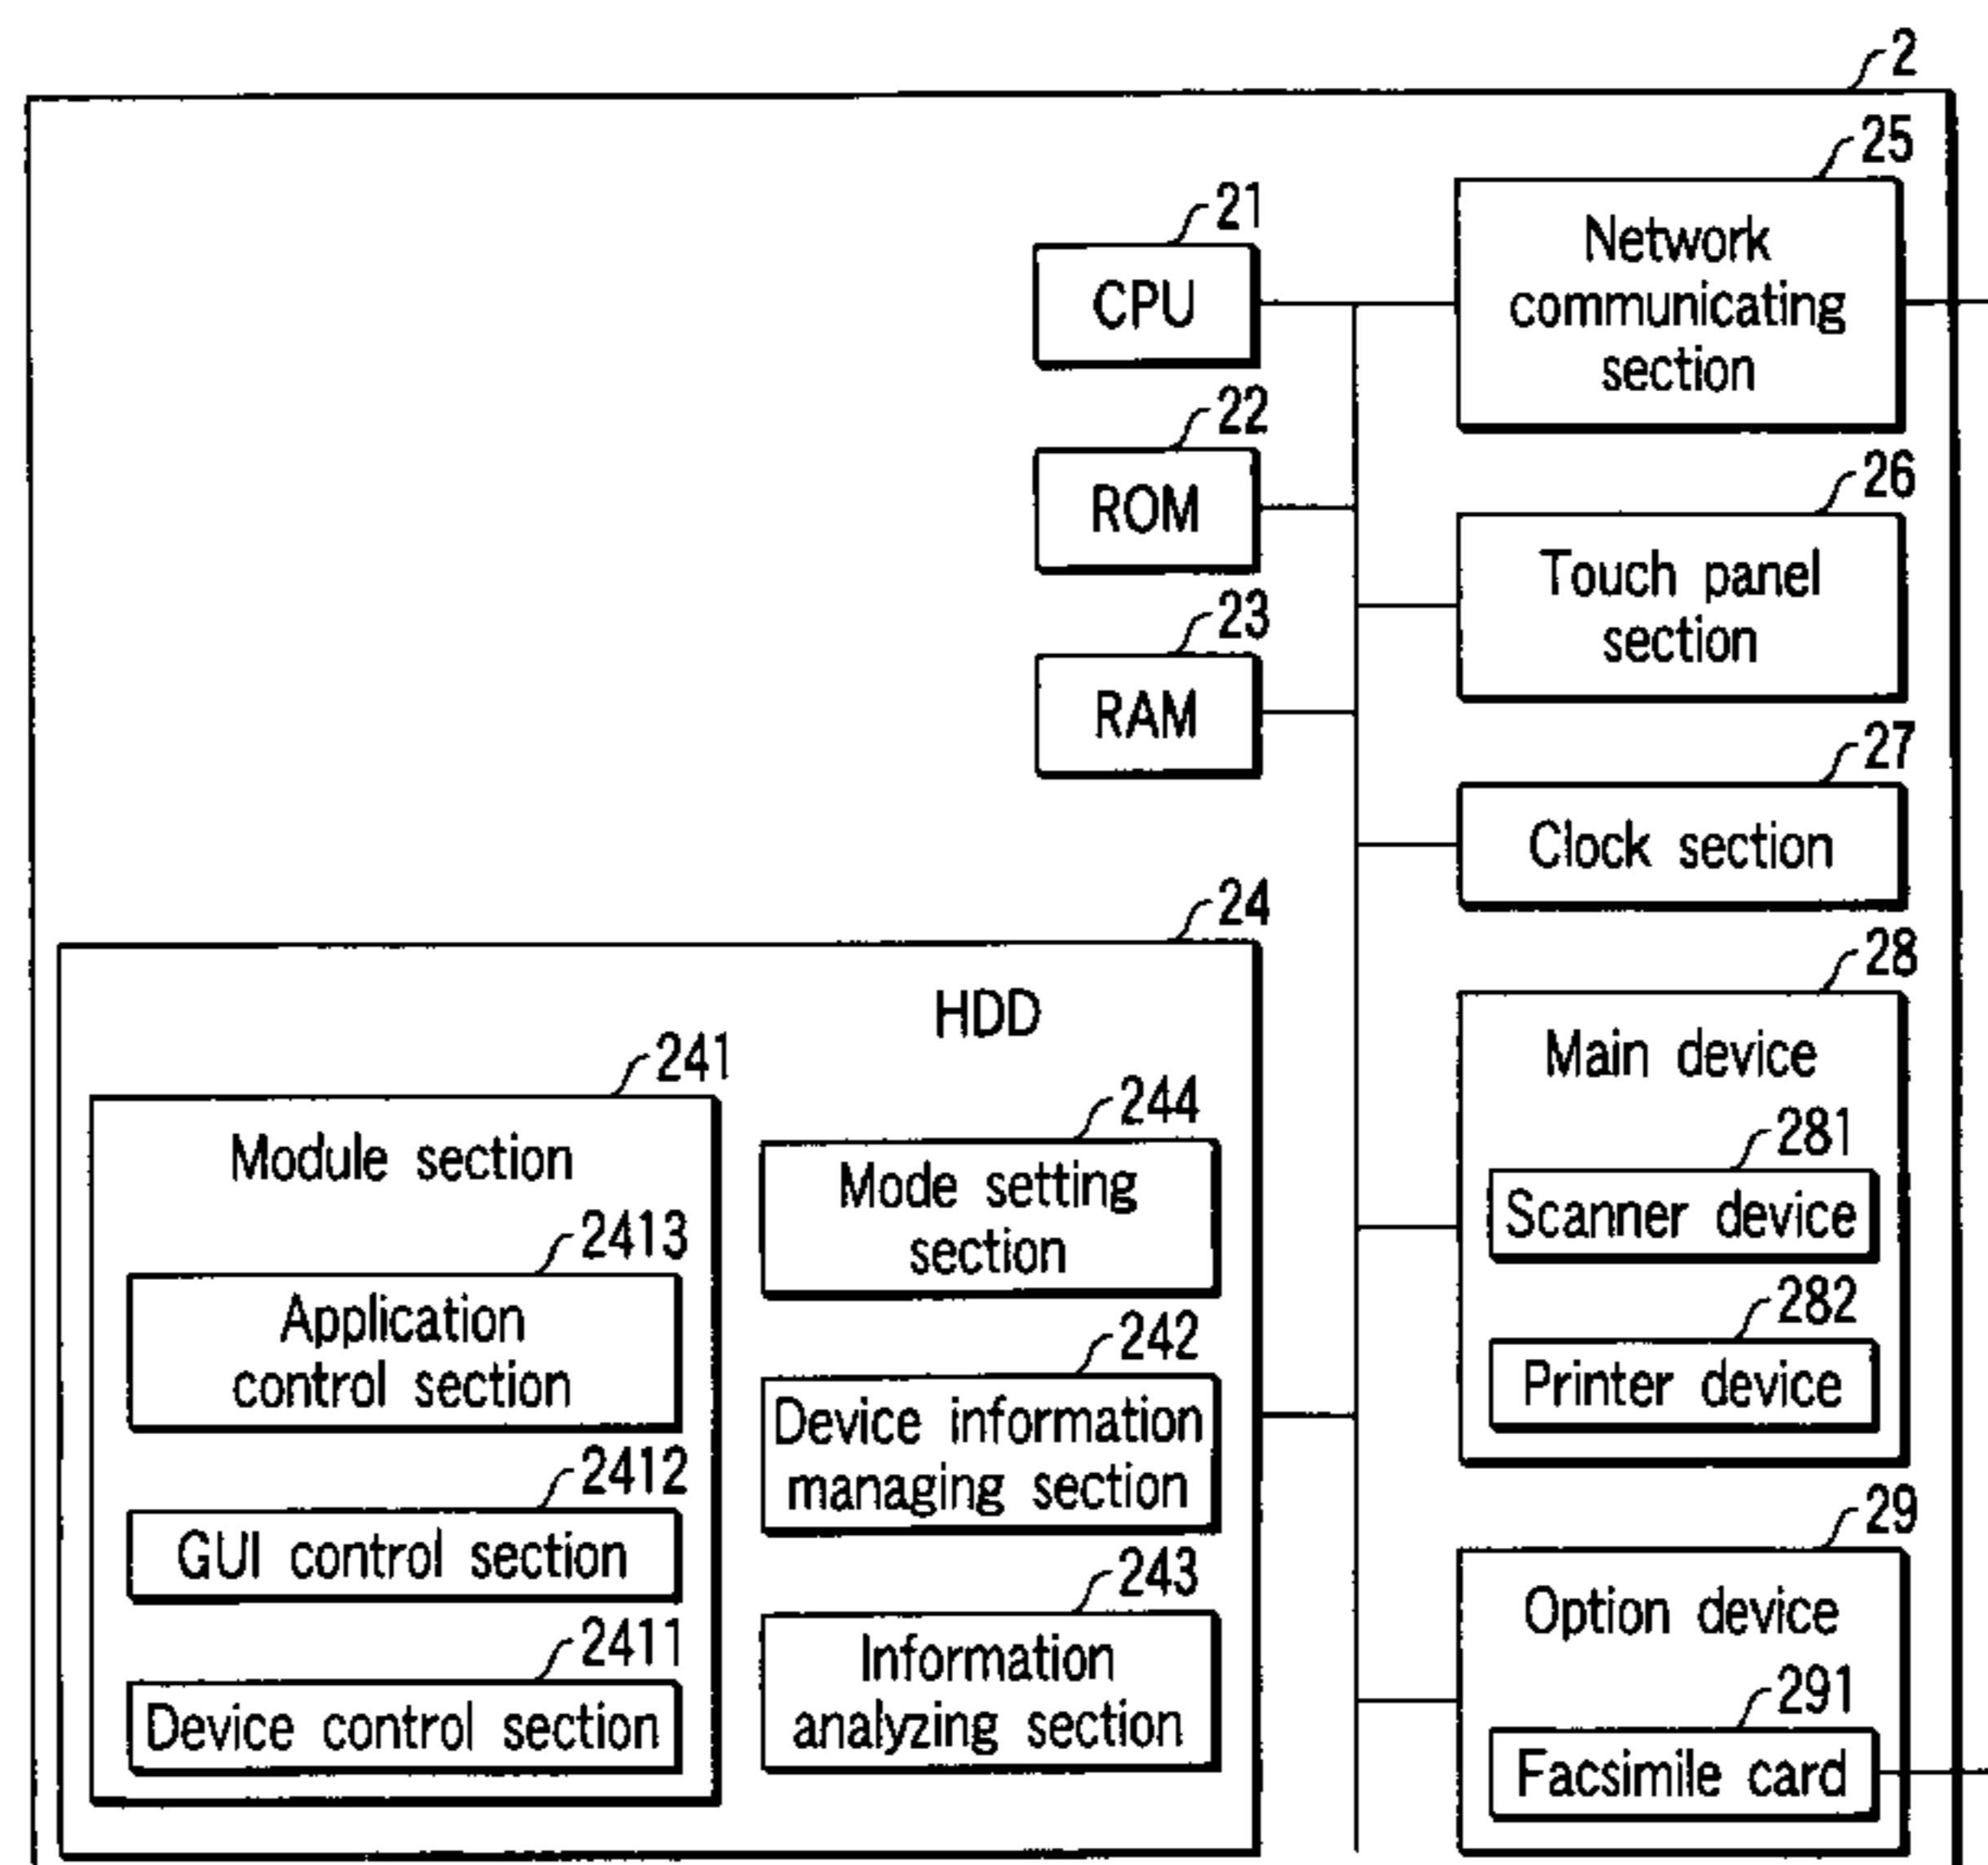 2
25
Network
communicating
section
21
CPU
22
ROM
26
Touch panel
section
23
RAM
27
Clock section
24
HDD
241
Module section
2413
Application
control section
2412
GUI control section
2411
Device control section
244
Mode setting
section
242
Device information
managing section
243
Information
analyzing section
28
Main device
281
Scanner device
282
Printer device
29
Option device
291
Facsimile card